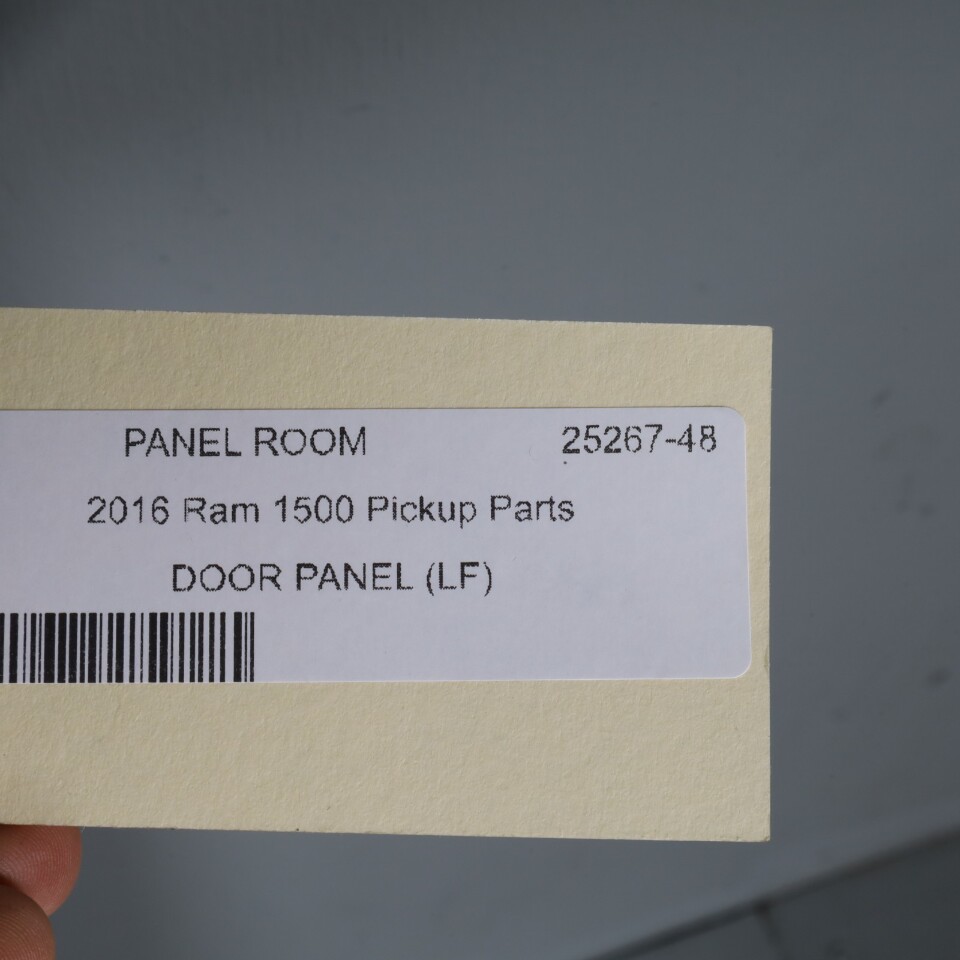 PANEL ROOM 25267-48
2016 Ram 1500 Pickup Parts
DOOR PANEL (LF)